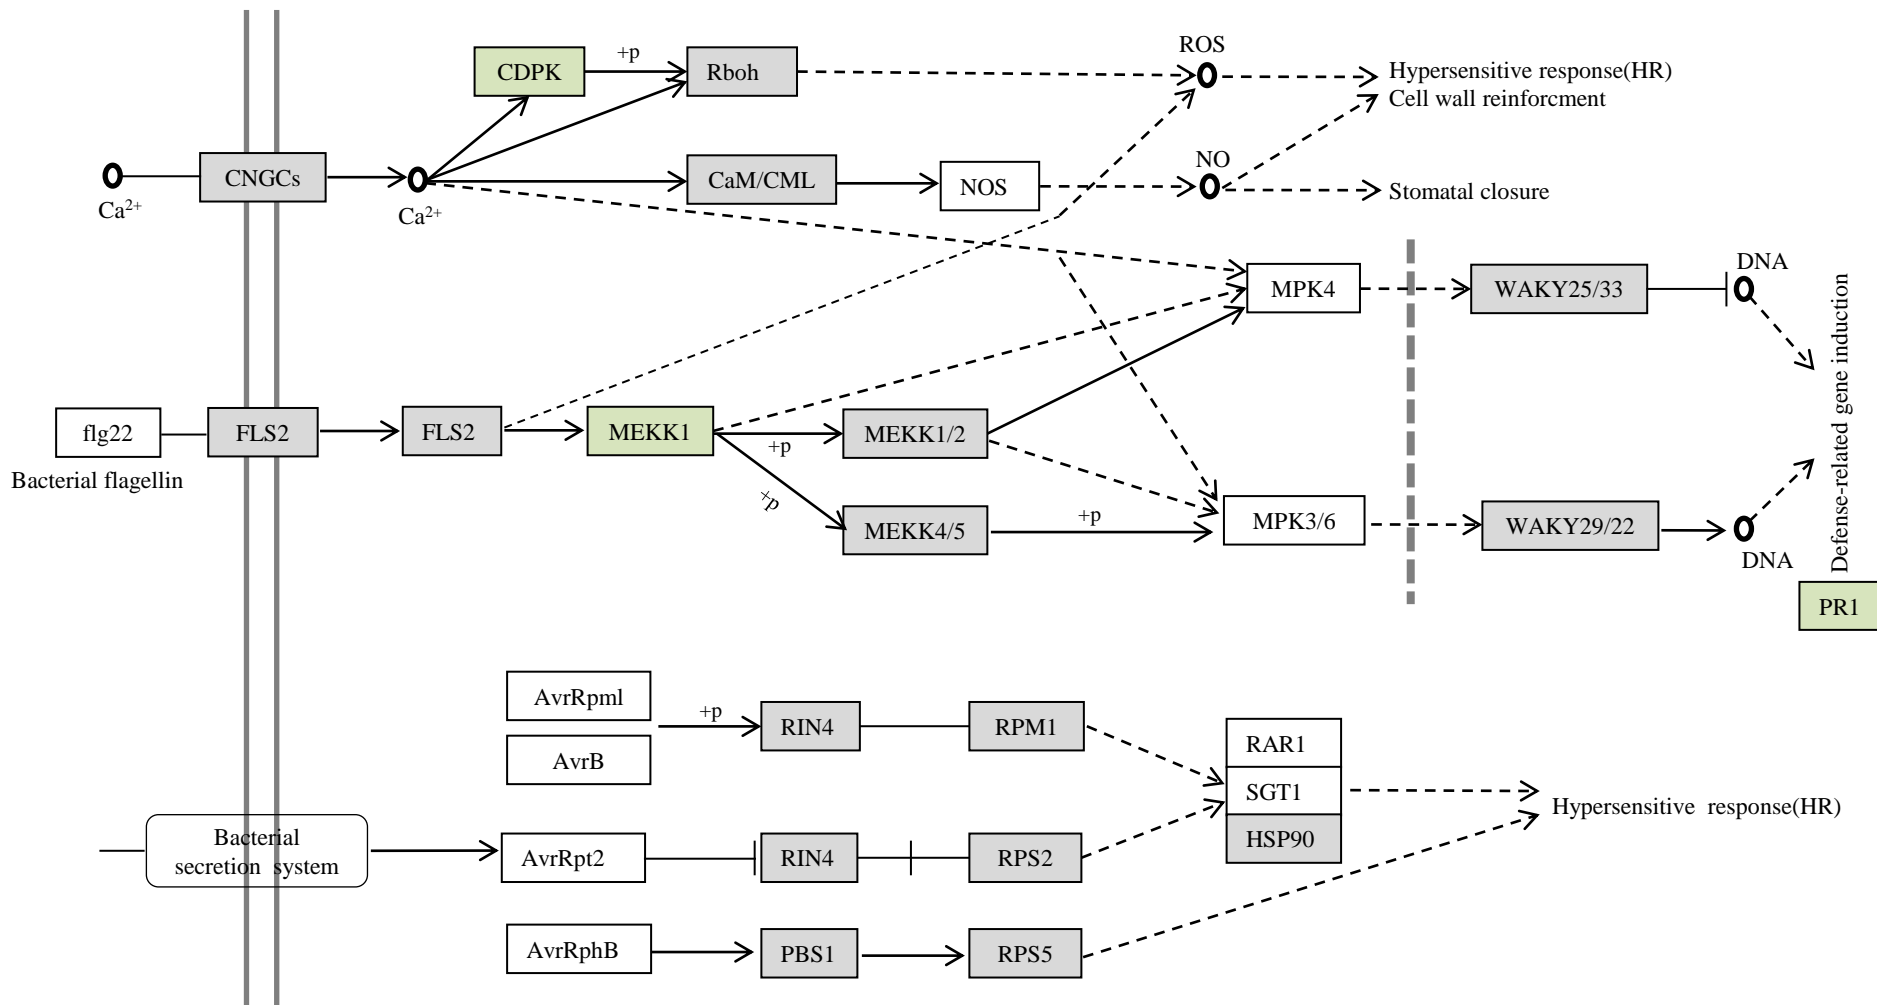 ROS
+p
CDPK
Rboh
Hypersensitive response(HR)
Cell wall reinforcment
NO
CNGCs
CaM/CML
NOS
Stomatal closure
Ca²⁺
Ca²⁺
DNA
MPK4
WAKY25/33
Defense-related gene induction
flg22
FLS2
FLS2
MEKK1
MEKK1/2
+p
Bacterial flagellin
+p
+p
MEKK4/5
MPK3/6
WAKY29/22
DNA
PR1
AvrRpml
+p
RIN4
RPM1
AvrB
RAR1
SGT1
HSP90
Hypersensitive response(HR)
Bacterial
secretion system
AvrRpt2
RIN4
RPS2
AvrRphB
PBS1
RPS5